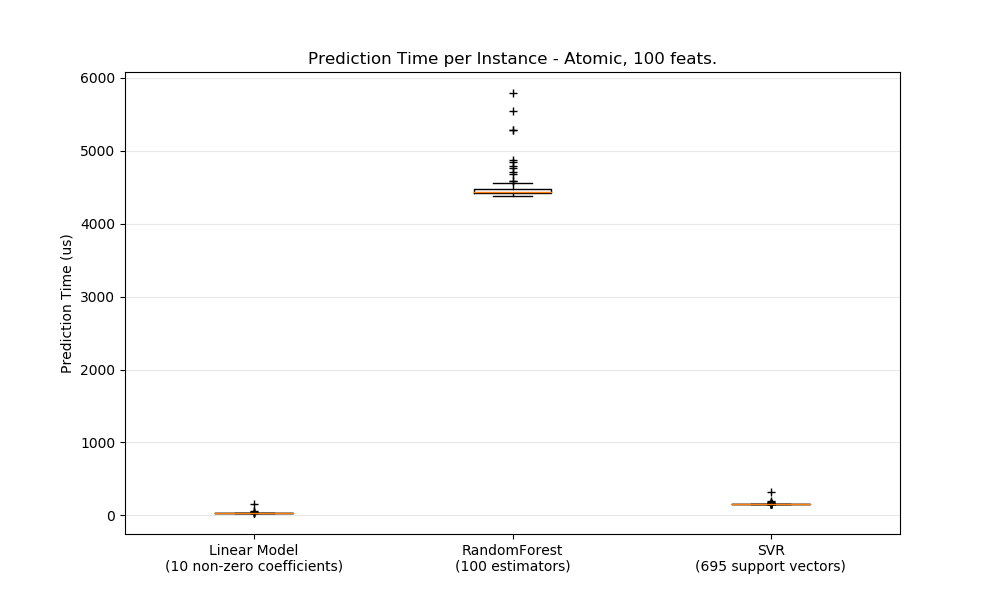 Prediction Time per Instance - Atomic, 100 feats.
6000
5000
4000
3000
2000
1000
0
Prediction Time (us)
Linear Model
(10 non-zero coefficients)
RandomForest
(100 estimators)
SVR
(695 support vectors)